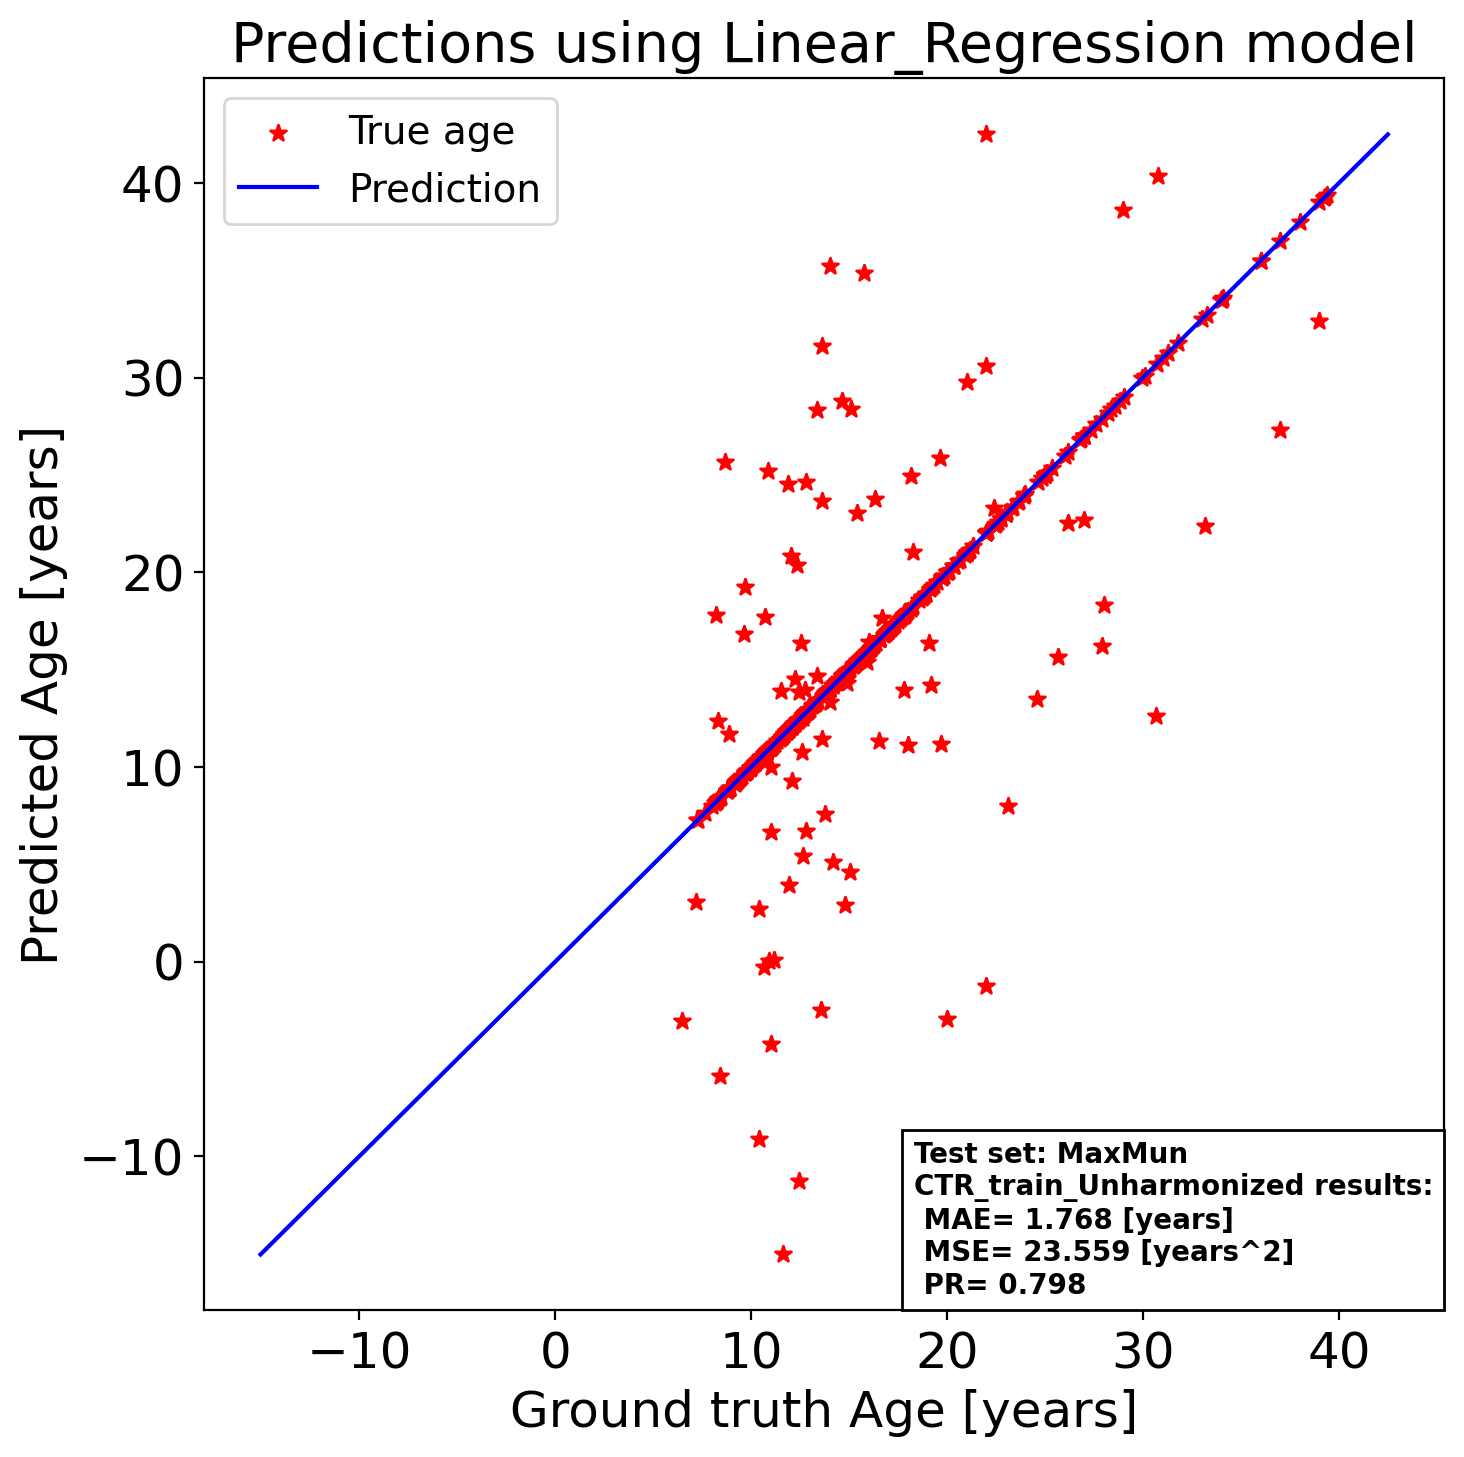 Predictions using Linear_Regression model
True age
Prediction
40
30
20
10
0
−10
Predicted Age [years]
Test set: MaxMun
CTR_train_Unharmonized results:
MAE= 1.768 [years]
MSE= 23.559 [years^2]
PR= 0.798
−10
0
10
20
30
40
Ground truth Age [years]